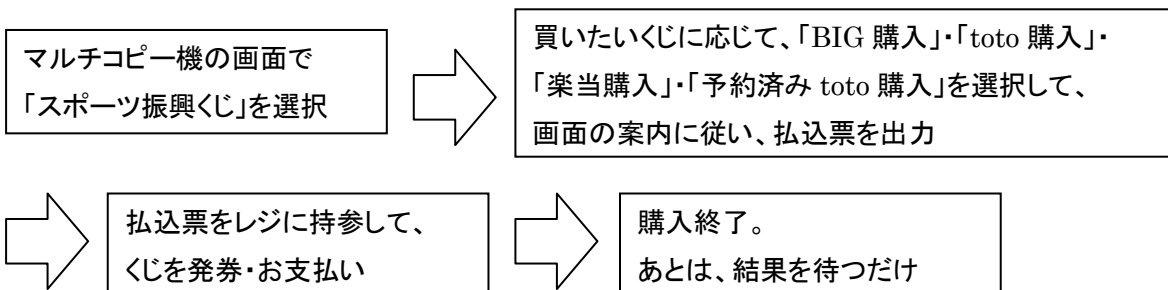 マルチコピー機の画面で
「スポーツ振興くじ」を選択
買いたいくじに応じて、「BIG 購入」・「toto 購入」・
「楽当購入」・「予約済み toto 購入」を選択して、
画面の案内に従い、払込票を出力
払込票をレジに持参して、
くじを発券・お支払い
購入終了。
あとは、結果を待つだけ